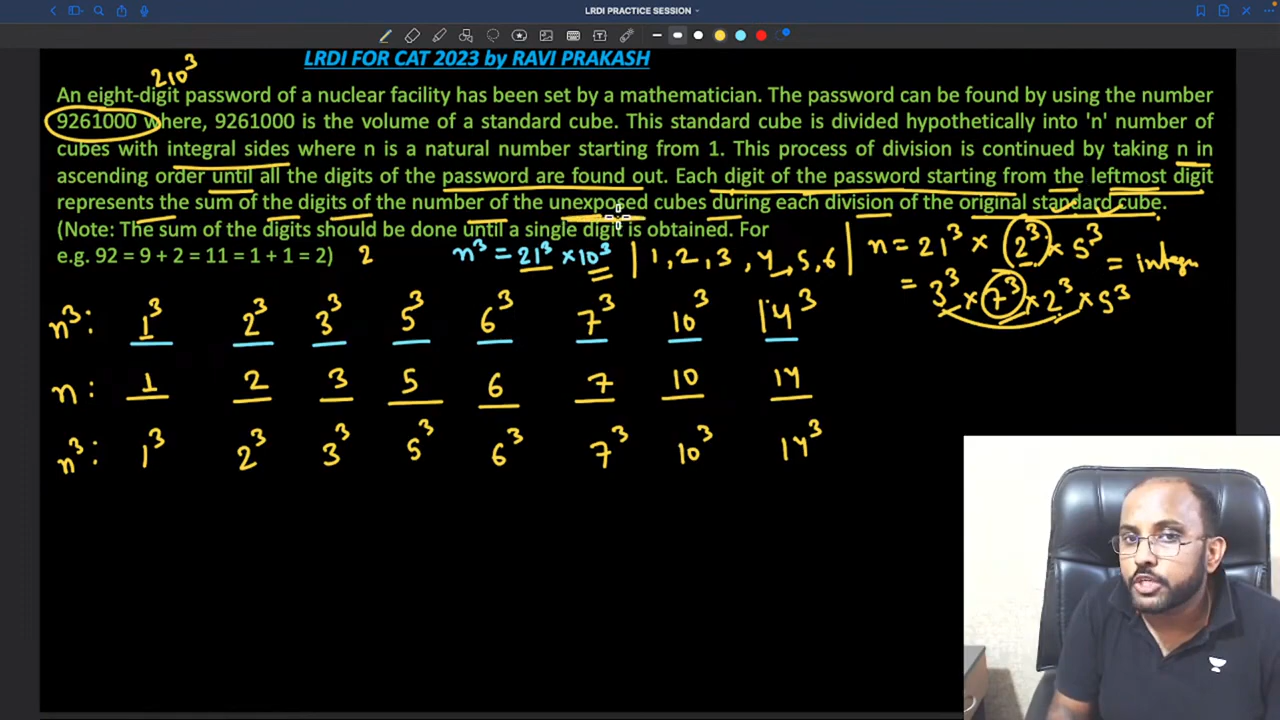 LRDI PRACTICE SESSION
LRDI FOR CAT 2023 by RAVI PRAKASH
210³
An eight-digit password of a nuclear facility has been set by a mathematician. The password can be found by using the number
9261000 where, 9261000 is the volume of a standard cube. This standard cube is divided hypothetically into 'n' number of
cubes with integral sides where n is a natural number starting from 1. This process of division is continued by taking n in
ascending order until all the digits of the password are found out. Each digit of the password starting from the leftmost digit
represents the sum of the digits of the number of the unexposed cubes during each division of the original standard cube.
(Note: The sum of the digits should be done until a single digit is obtained. For
e.g. 92 = 9 + 2 = 11 = 1 + 1 = 2) 2
n³ = 21³ × 10³ | 1, 2, 3, 4, 5, 6 |
n = 21³ × 2³ × 5³ = integ
= 3³ × 7³ × 2³ × 5³
n³: 1³ 2³ 3³ 5³ 6³ 7³ 10³ 14³
n: 1 2 3 5 6 7 10 14
n³: 1³ 2³ 3³ 5³ 6³ 7³ 10³ 14³